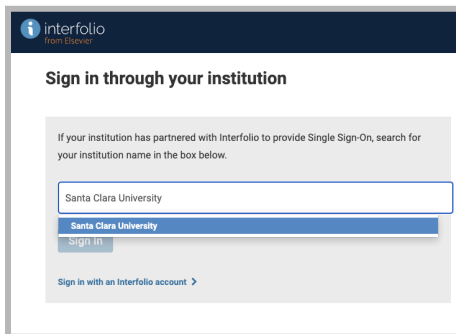 interfolio
from Elsevier
Sign in through your institution
If your institution has partnered with Interfolio to provide Single Sign-On, search for
your institution name in the box below.
Santa Clara University
Santa Clara University
Sign In
Sign in with an Interfolio account